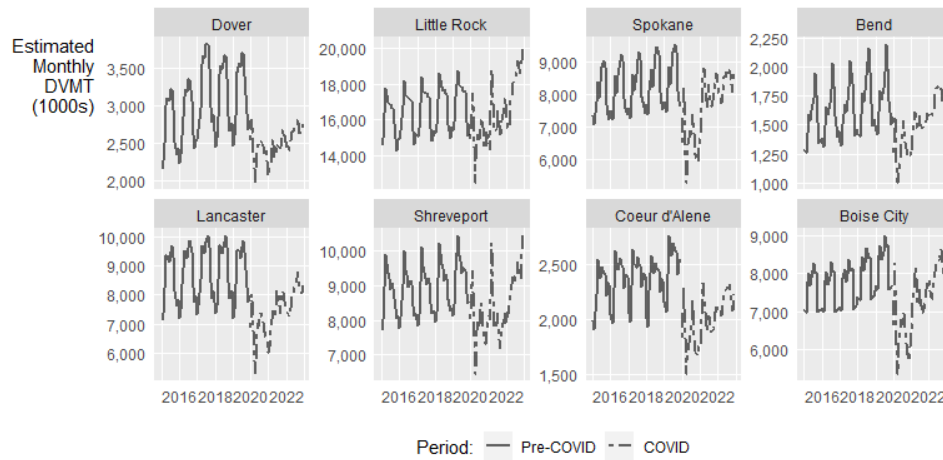 Estimated
Monthly
DVMT
(1000s)
Dover
Little Rock
Spokane
Bend
3,500
3,000
2,500
2,000
20,000
18,000
16,000
14,000
9,000
8,000
7,000
6,000
2,250
2,000
1,750
1,500
1,250
1,000
Lancaster
Shreveport
Coeur d'Alene
Boise City
10,000
9,000
8,000
7,000
6,000
10,000
9,000
8,000
7,000
2,500
2,000
1,500
9,000
8,000
7,000
6,000
2016 2018 2020 2022
2016 2018 2020 2022
2016 2018 2020 2022
2016 2018 2020 2022
Period: Pre-COVID COVID